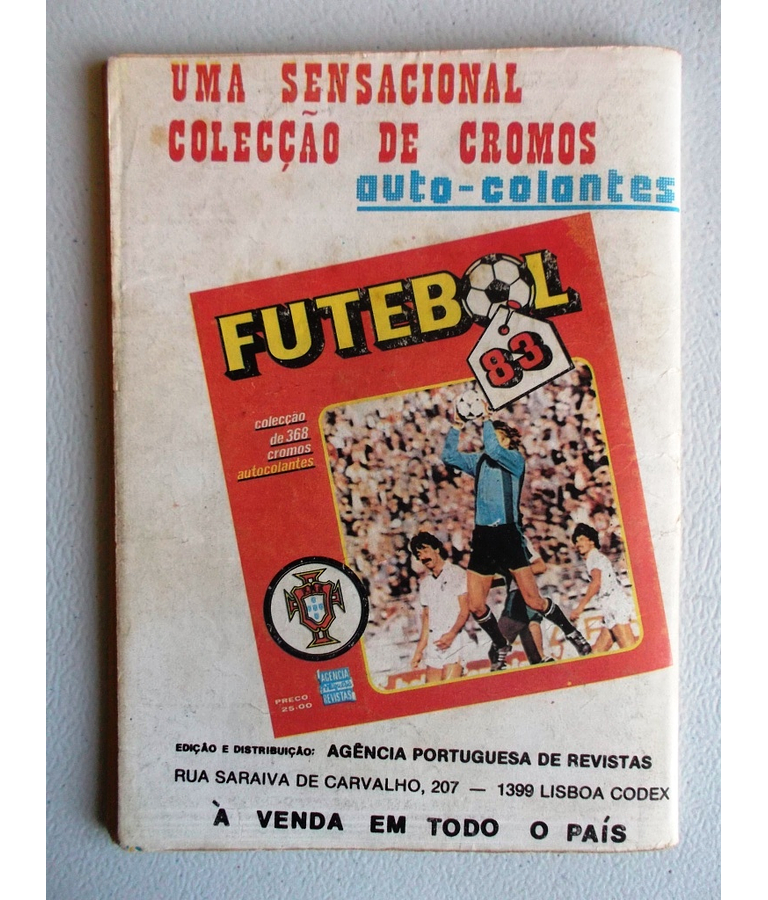 UMA SENSACIONAL
COLECÇÃO DE CROMOS
auto-colantes
FUTEBOL
83
colecção
de 368
cromos
autocolantes
PREÇO
25.00
AGÊNCIA
REVISTAS
EDIÇÃO E DISTRIBUIÇÃO: AGÊNCIA PORTUGUESA DE REVISTAS
RUA SARAIVA DE CARVALHO, 207 — 1399 LISBOA CODEX
À VENDA EM TODO O PAÍS